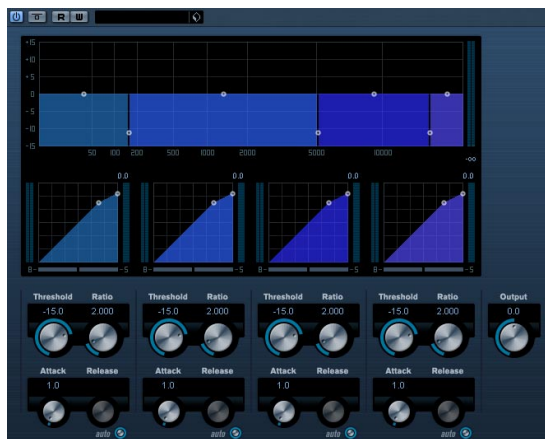 R W
+15
+10
+5
0
-5
-10
-15
50 100 200 500 1000 2000 5000 10000
-∞
0.0 0.0 0.0 0.0
B S B S B S B S
Threshold Ratio Threshold Ratio Threshold Ratio Threshold Ratio Output
-15.0 2.000 -15.0 2.000 -15.0 2.000 -15.0 2.000 0.0
Attack Release Attack Release Attack Release Attack Release
1.0 1.0 1.0 1.0
auto auto auto auto